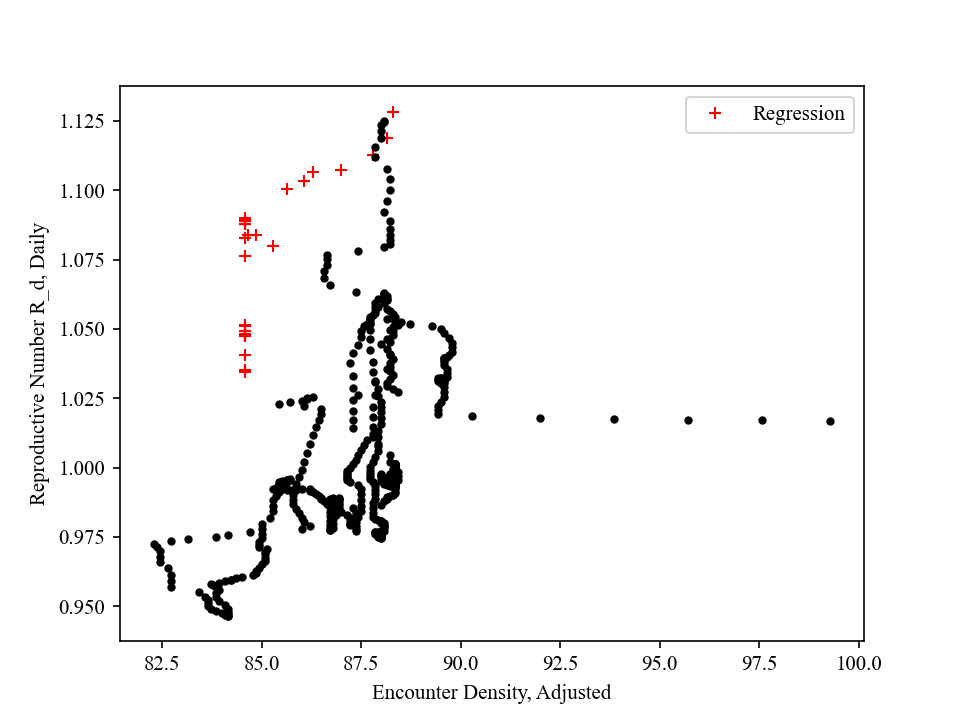 Regression
1.125
1.100
1.075
1.050
1.025
1.000
0.975
0.950
Reproductive Number R_d, Daily
82.5 85.0 87.5 90.0 92.5 95.0 97.5 100.0
Encounter Density, Adjusted